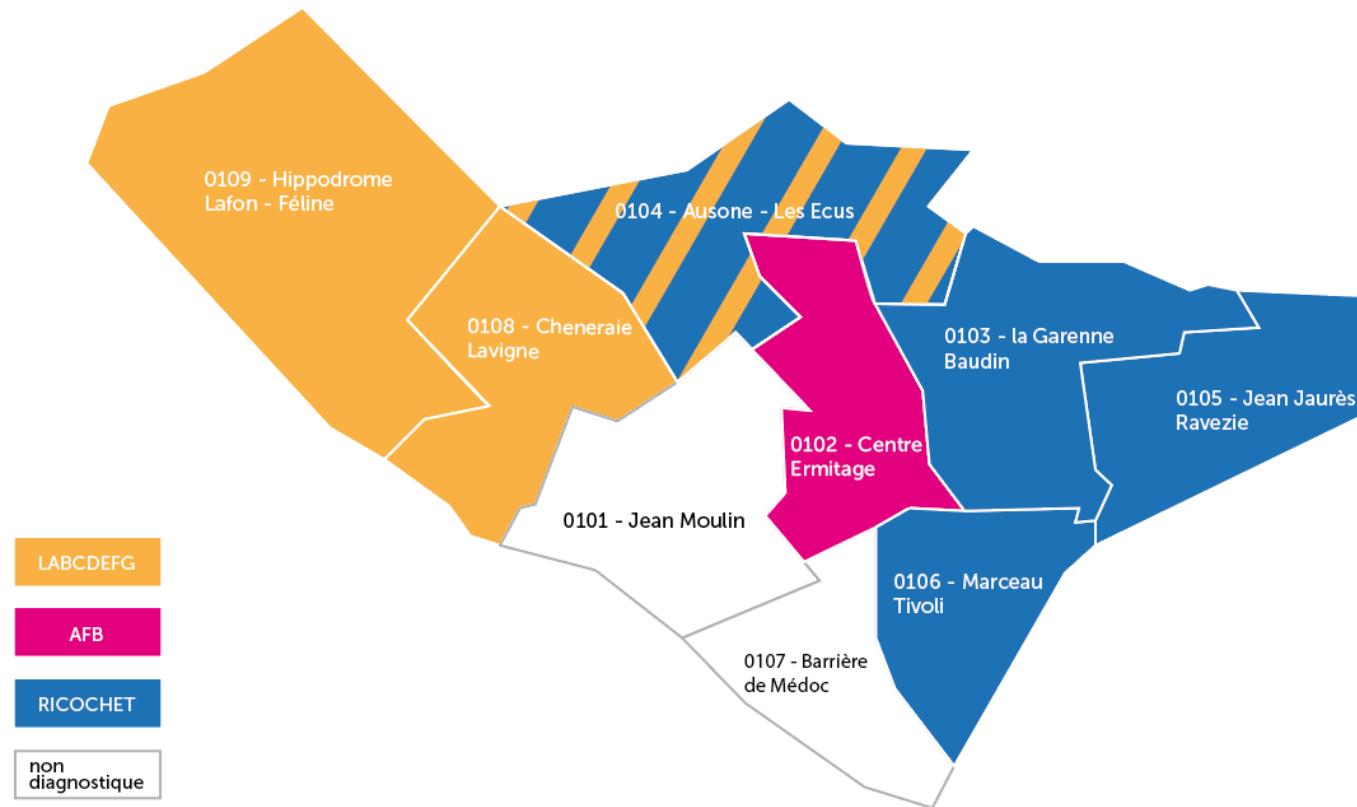 0109 - Hippodrome
Lafon - Féline
0104 - Ausone - Les Ecus
0108 - Cheneraie
Lavigne
0103 - la Garenne
Baudin
0105 - Jean Jaurès
Ravezie
0102 - Centre
Ermitage
0101 - Jean Moulin
0106 - Marceau
Tivoli
0107 - Barrière
de Médoc
LABCDEFG
AFB
RICOCHET
non
diagnostique